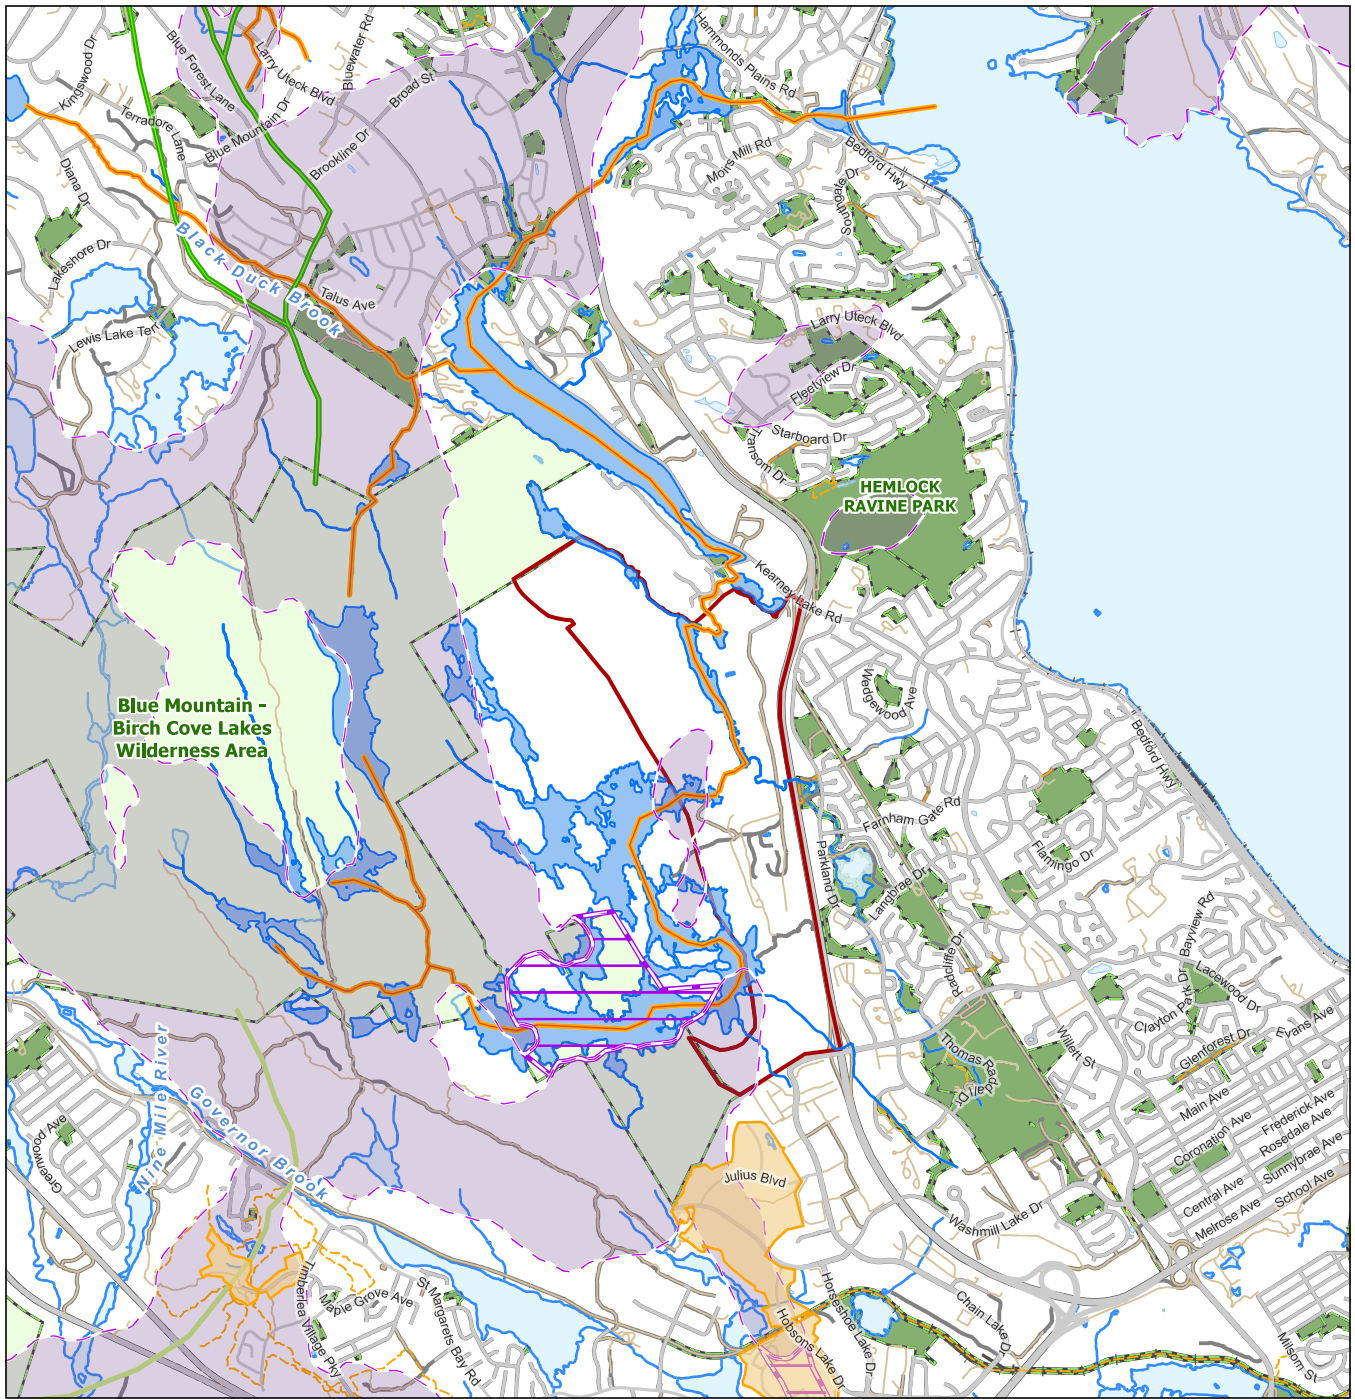 Hammonds Plains Rd
Kingswood Dr
Blue Forest Lane
Larry Uteck Blvd
Bluewater Rd
Broad St
Terradore Lane
Blue Mountain Dr
Brookline Dr
Moirs Mill Rd
Bedford Hwy
Diana Dr
Southgate Dr
Lakeshore Dr
Black Duck Brook
Talus Ave
Lewis Lake Terr
Larry Uteck Blvd
Fleetview Dr
Starboard Dr
Transom Dr
HEMLOCK
RAVINE PARK
Kearney Lake Rd
Wedgewood Ave
Blue Mountain -
Birch Cove Lakes
Wilderness Area
Bedford Hwy
Farnham Gate Rd
Flamingo Dr
Parkland Dr
Langbrae Dr
Bayview Rd
Radcliffe Dr
Lacewood Dr
Clayton Park Dr
Evans Ave
Willett St
Glenforest Dr
Thomas Raddall Dr
Main Ave
Frederick Ave
Rosedale Ave
Coronation Ave
Sunnybrae Ave
Central Ave
School Ave
Melrose Ave
Nine Mile River
Governor Brook
Greenwood Ave
Julius Blvd
Washmill Lake Dr
Timberlea Village Pky
Maple Grove Ave
St Margarets Bay Rd
Hobsons Lake Dr
Horseshoe Lake Dr
Chain Lake Dr
Milsom St